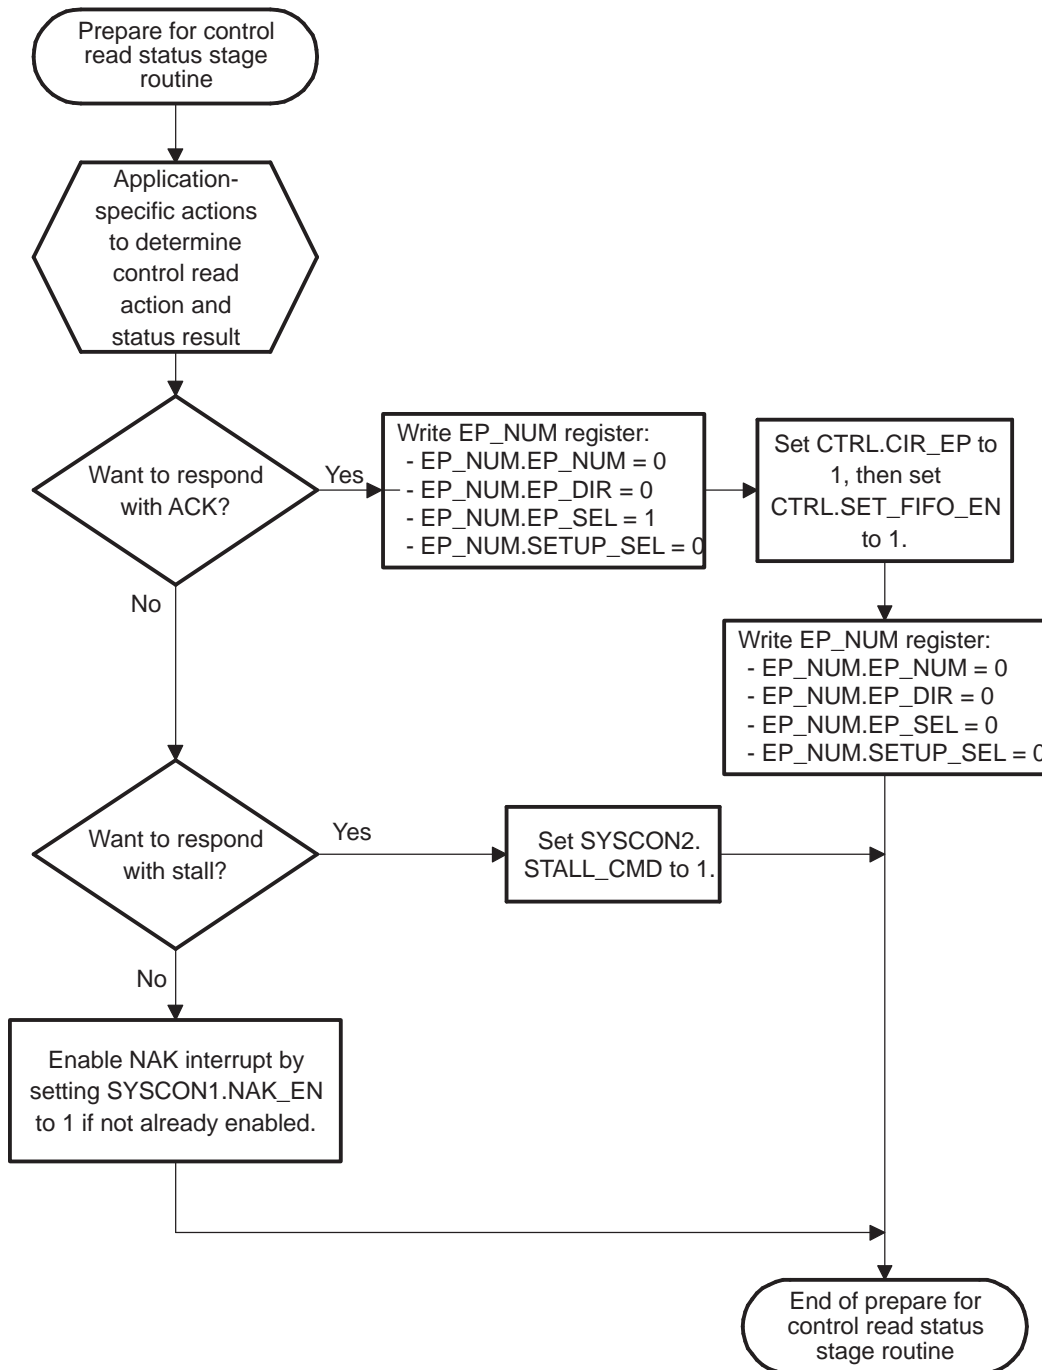 Prepare for control
read status stage
routine
Application-
specific actions
to determine
control read
action and
status result
Want to respond
with ACK?
Yes
No
Write EP_NUM register:
- EP_NUM.EP_NUM = 0
- EP_NUM.EP_DIR = 0
- EP_NUM.EP_SEL = 1
- EP_NUM.SETUP_SEL = 0
Set CTRL.CIR_EP to
1, then set
CTRL.SET_FIFO_EN
to 1.
Write EP_NUM register:
- EP_NUM.EP_NUM = 0
- EP_NUM.EP_DIR = 0
- EP_NUM.EP_SEL = 0
- EP_NUM.SETUP_SEL = 0
Want to respond
with stall?
Yes
No
Set SYSCON2.
STALL_CMD to 1.
Enable NAK interrupt by
setting SYSCON1.NAK_EN
to 1 if not already enabled.
End of prepare for
control read status
stage routine